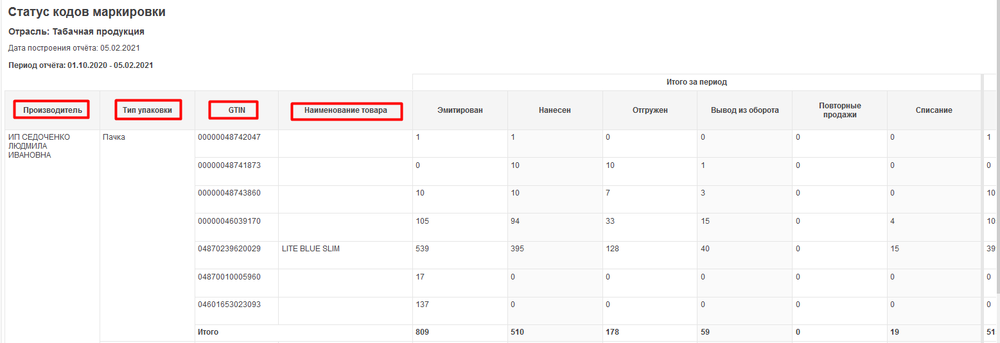 Статус кодов маркировки
Отрасль: Табачная продукция
Дата построения отчёта: 05.02.2021
Период отчёта: 01.10.2020 - 05.02.2021
Итого за период
Производитель Тип упаковки GTIN Наименование товара Эмитирован Нанесен Отгружен Вывод из оборота Повторные продажи Списание
ИП СЕДОЧЕНКО ЛЮДМИЛА ИВАНОВНА Пачка 00000048742047 1 1 0 0 0 0 1
00000048741873 0 10 10 1 0 0 0
00000048743860 10 10 7 3 0 0 10
00000046039170 105 94 33 15 0 4 10
04870239620029 LITE BLUE SLIM 539 395 128 40 0 15 39
04870010005960 17 0 0 0 0 0 0
04601653023093 137 0 0 0 0 0 0
Итого 809 510 178 59 0 19 51